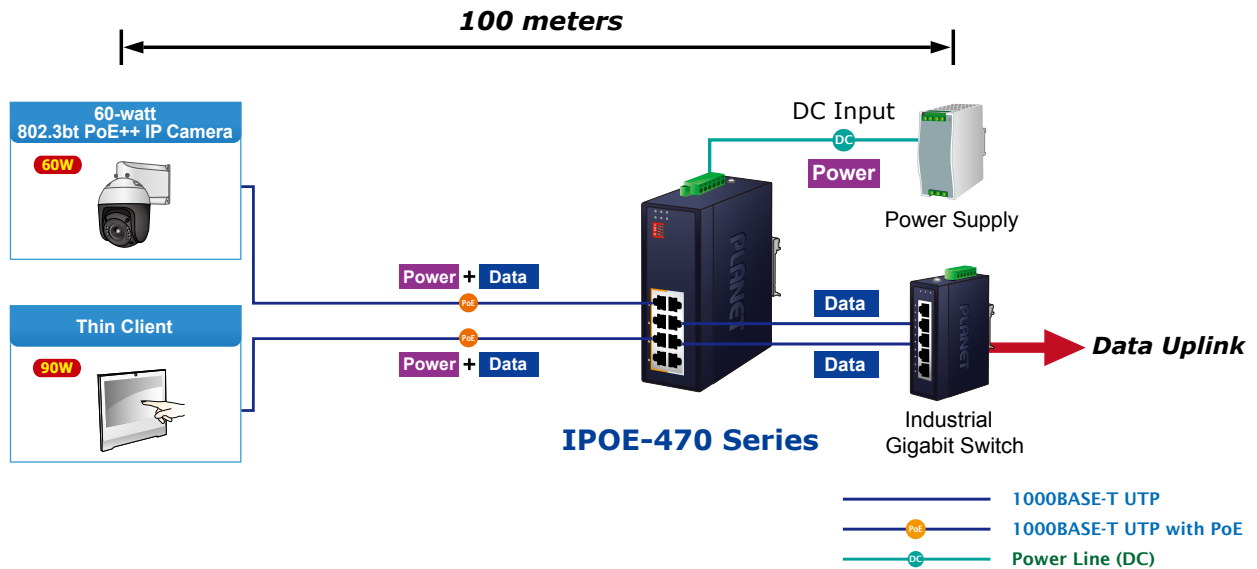 100 meters
60-watt
802.3bt PoE++ IP Camera
60W
DC Input
DC
Power
Power Supply
PLANET
Power + Data
PoE
Thin Client
90W
PoE
Power + Data
Data
Data
PLANET
Data Uplink
IPOE-470 Series
Industrial
Gigabit Switch
1000BASE-T UTP
PoE 1000BASE-T UTP with PoE
DC Power Line (DC)